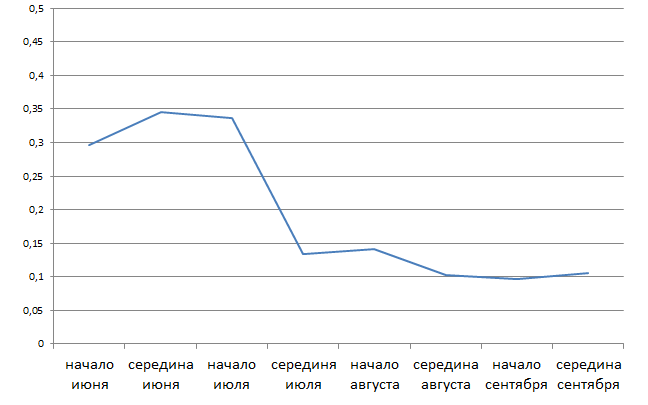 0,5
0,45
0,4
0,35
0,3
0,25
0,2
0,15
0,1
0,05
0
начало июня
середина июня
начало июля
сердиня июля
начало августа
середина августа
начало сентября
середина сентября